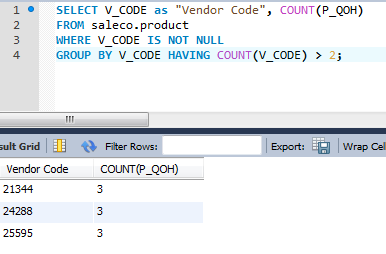 1 SELECT V_CODE as "Vendor Code", COUNT(P_QOH)
2 FROM saleco.product
3 WHERE V_CODE IS NOT NULL
4 GROUP BY V_CODE HAVING COUNT(V_CODE) > 2;
sult Grid Filter Rows: Export: Wrap Cel
Vendor Code COUNT(P_QOH)
21344 3
24288 3
25595 3